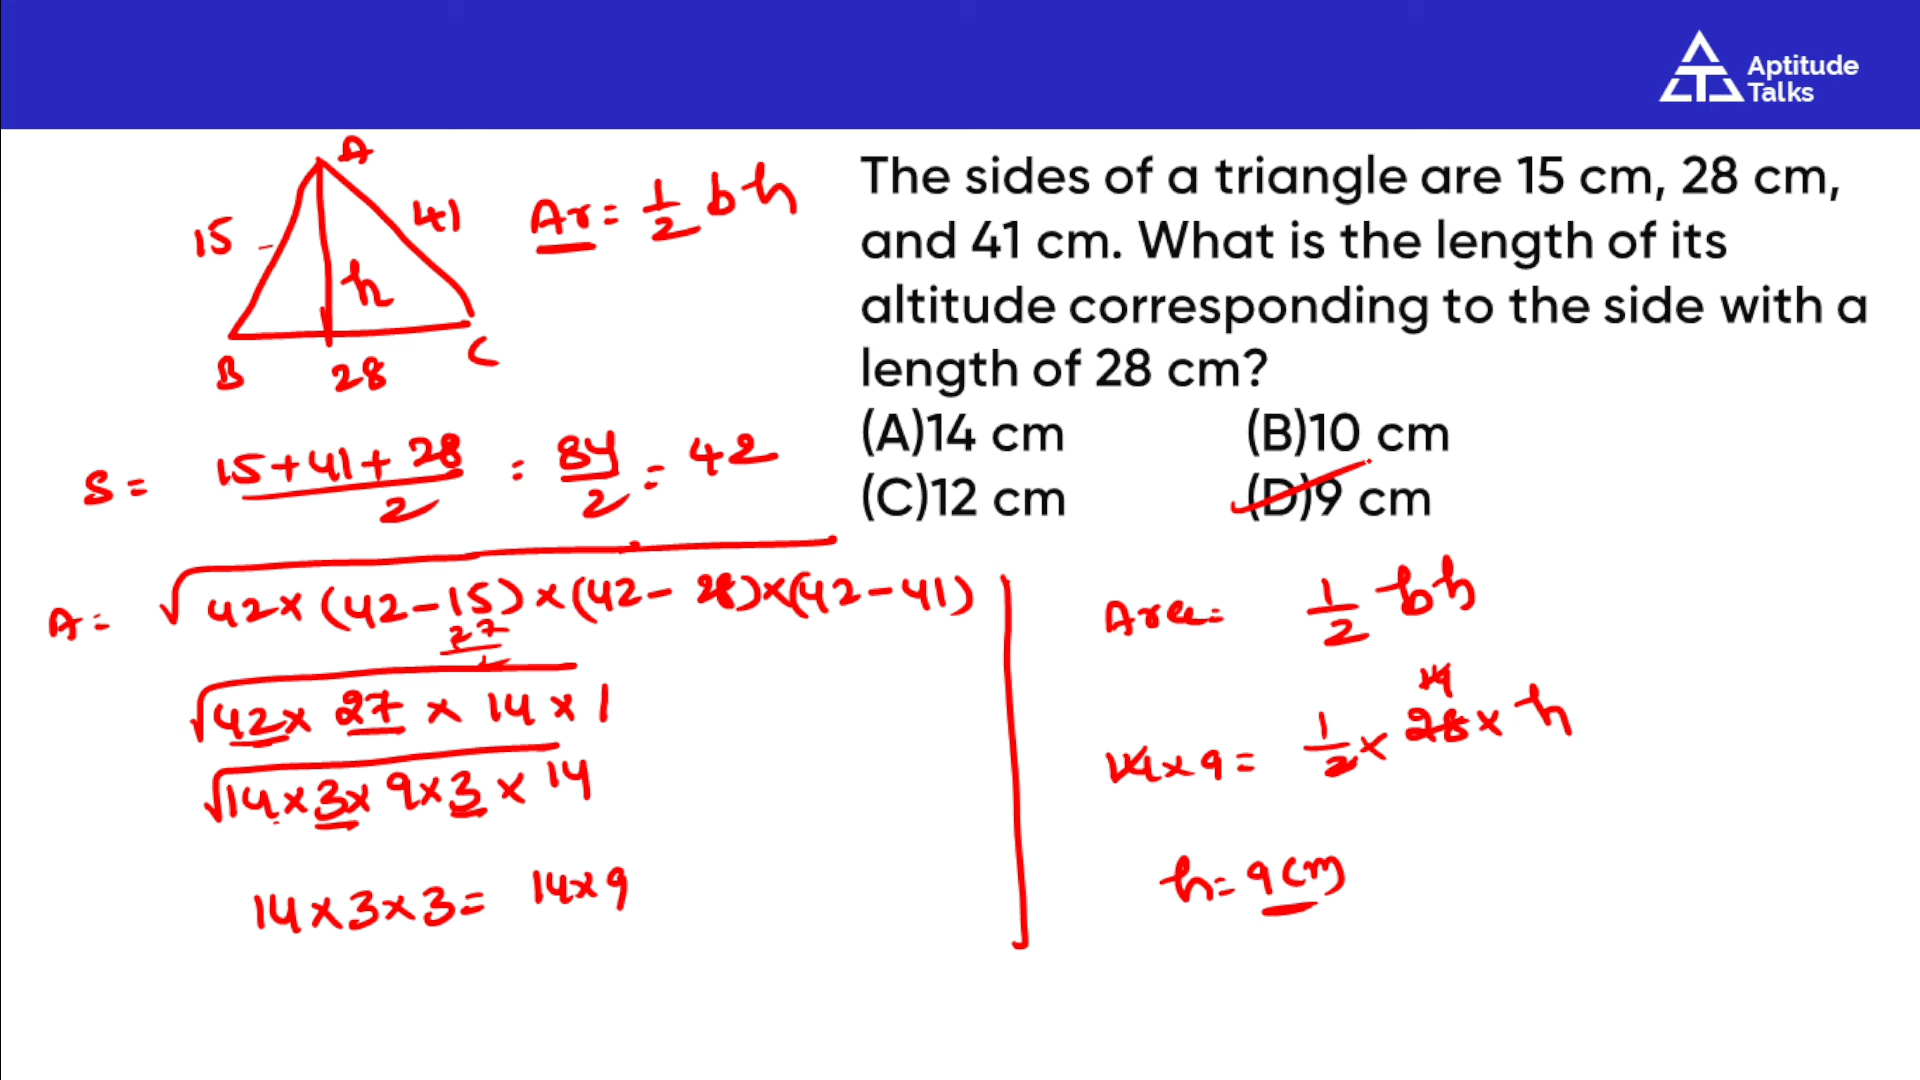 Aptitude
Talks
A
15
41
h
B
28
C
Ar = 1/2 bh
The sides of a triangle are 15 cm, 28 cm,
and 41 cm. What is the length of its
altitude corresponding to the side with a
length of 28 cm?
(A)14 cm (B)10 cm
(C)12 cm (D)9 cm
S = 15+41+28/2 = 84/2 = 42
A = √42×(42-15)×(42-28)×(42-41)
27
√42×27×14×1
√14×3×9×3×14
14×3×3= 14×9
Area= 1/2 bh
14
14×9 = 1/2 × 28 × h
h= 9cm